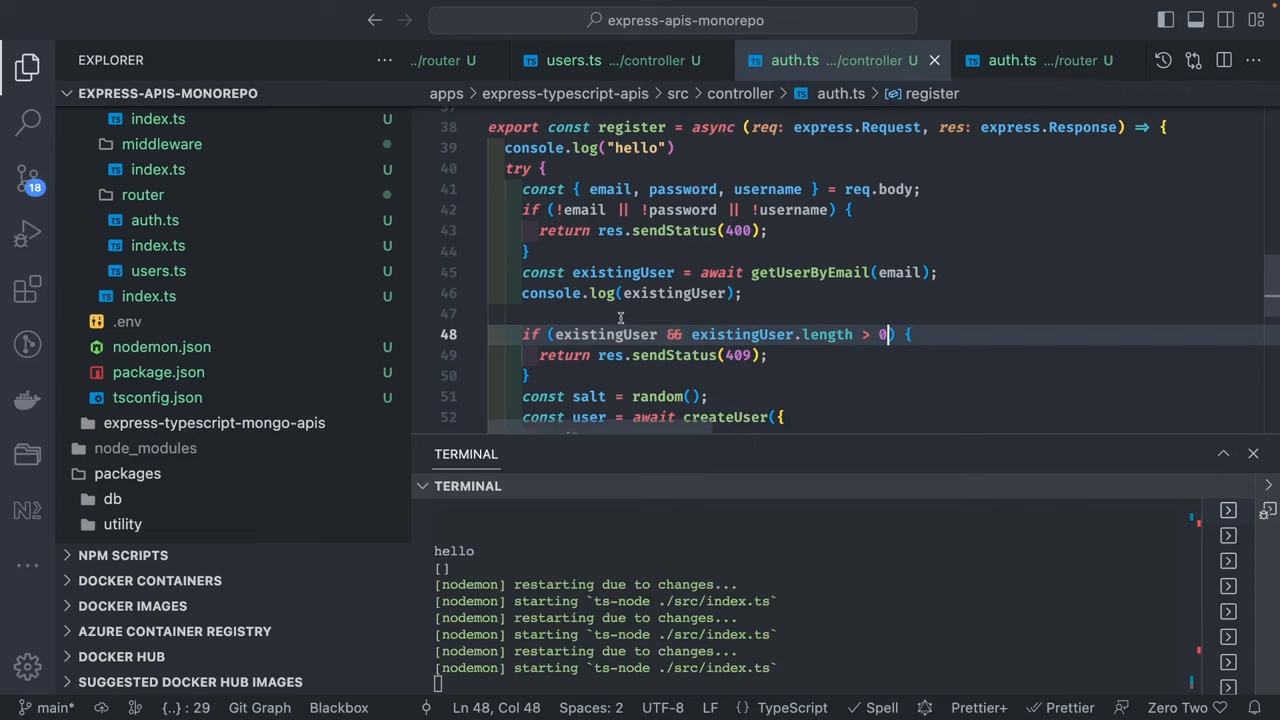 express-apis-monorepo
EXPLORER
../router U
users.ts .../controller U
auth.ts .../controller U
auth.ts .../router U
EXPRESS-APIS-MONOREPO
apps > express-typescript-apis > src > controller > auth.ts > register
index.ts U
middleware
index.ts U
router
auth.ts U
index.ts U
users.ts U
index.ts U
.env U
nodemon.json U
package.json U
tsconfig.json U
express-typescript-mongo-apis
node_modules
packages
db
utility
NPM SCRIPTS
DOCKER CONTAINERS
DOCKER IMAGES
AZURE CONTAINER REGISTRY
DOCKER HUB
SUGGESTED DOCKER HUB IMAGES
18
38 export const register = async (req: express.Request, res: express.Response) => {
39 console.log("hello")
40 try {
41 const { email, password, username } = req.body;
42 if (!email || !password || !username) {
43 return res.sendStatus(400);
44 }
45 const existingUser = await getUserByEmail(email);
46 console.log(existingUser);
47
48 if (existingUser && existingUser.length > 0) {
49 return res.sendStatus(409);
50 }
51 const salt = random();
52 const user = await createUser({
TERMINAL
TERMINAL
hello
[]
[nodemon] restarting due to changes...
[nodemon] starting `ts-node ./src/index.ts`
[nodemon] restarting due to changes...
[nodemon] starting `ts-node ./src/index.ts`
[nodemon] restarting due to changes...
[nodemon] starting `ts-node ./src/index.ts`
main* {..} : 29 Git Graph Blackbox Ln 48, Col 48 Spaces: 2 UTF-8 LF {} TypeScript Spell Prettier+ Prettier Zero Two